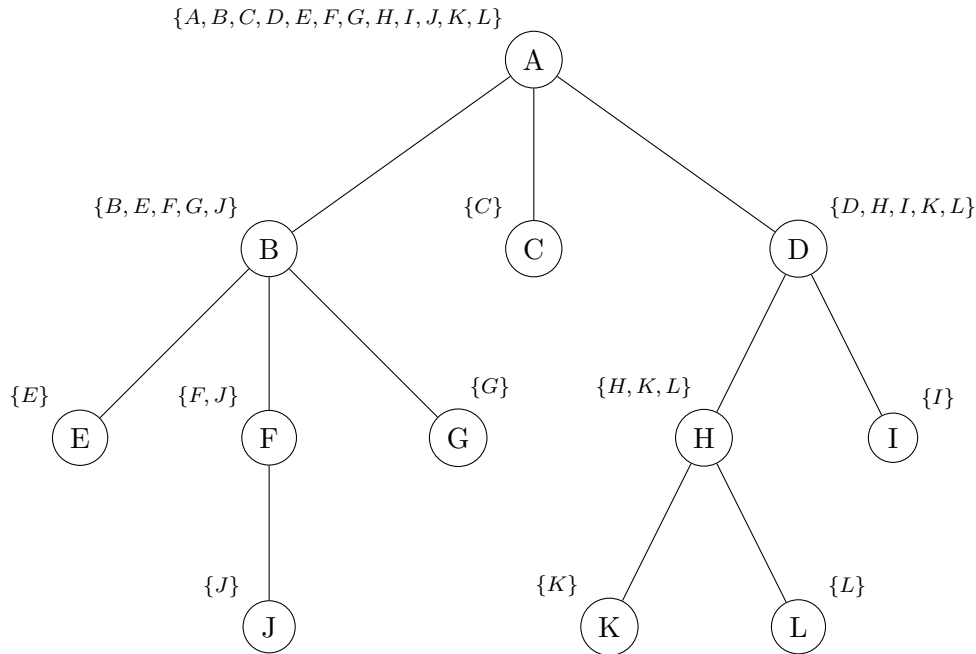 {A, B, C, D, E, F, G, H, I, J, K, L}
A
{B, E, F, G, J}
{C}
{D, H, I, K, L}
B
C
D
{E}
{F, J}
{G}
{H, K, L}
{I}
E
F
G
H
I
{J}
{K}
{L}
J
K
L